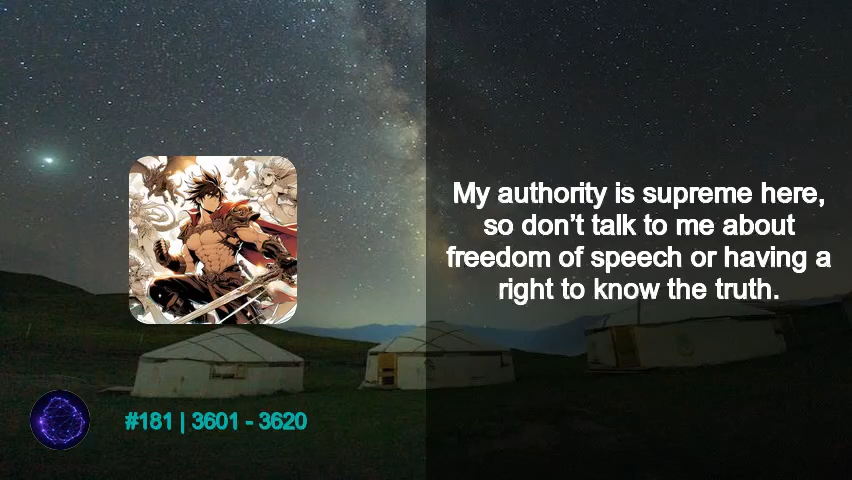 My authority is supreme here,
so don’t talk to me about
freedom of speech or having a
right to know the truth.
#181 | 3601 - 3620